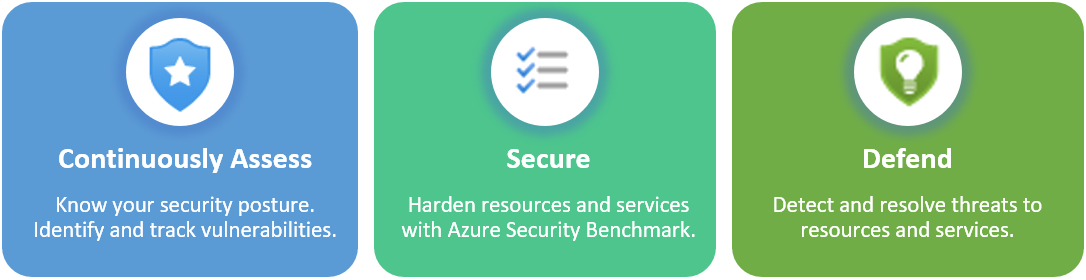 Continuously Assess
Know your security posture.
Identify and track vulnerabilities.
Secure
Harden resources and services
with Azure Security Benchmark.
Defend
Detect and resolve threats to
resources and services.